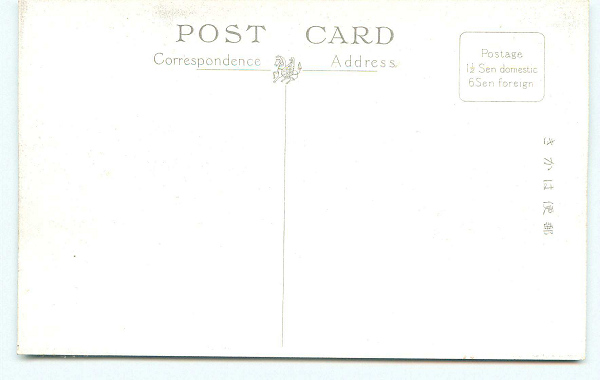 POST CARD
Correspondence Address
Postage
1½ Sen domestic
6 Sen foreign
きかは便郵